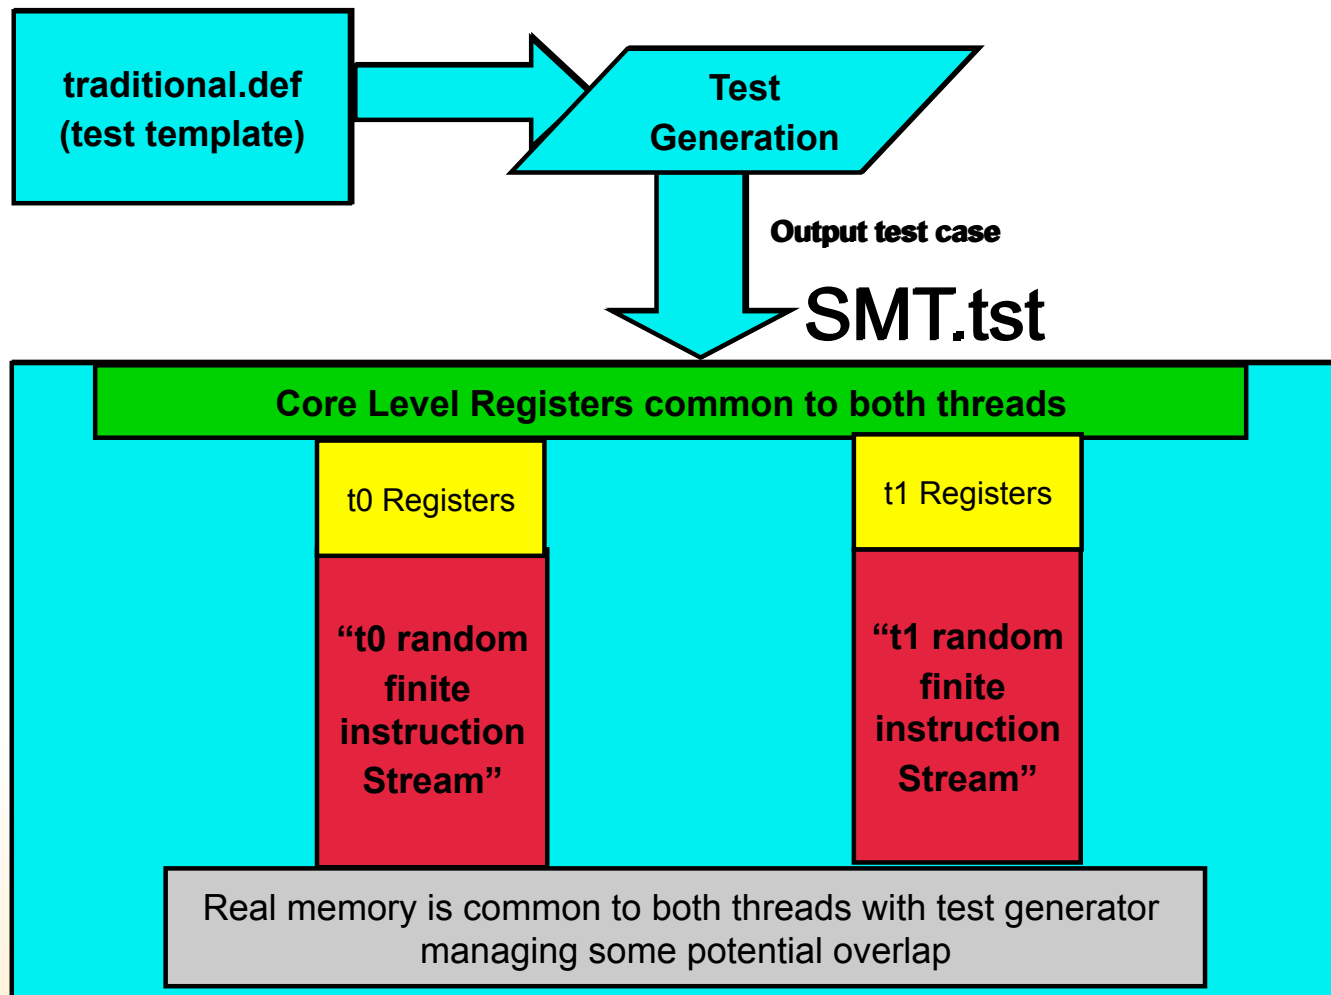 traditional.def
(test template)
Test
Generation
Output test case
SMT.tst
Core Level Registers common to both threads
t0 Registers
t1 Registers
“t0 random
finite
instruction
Stream”
“t1 random
finite
instruction
Stream”
Real memory is common to both threads with test generator
managing some potential overlap